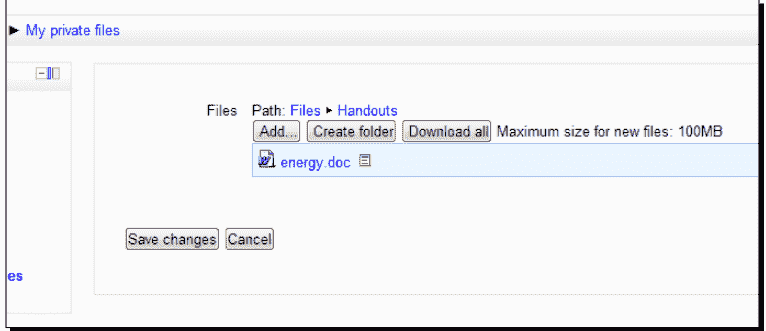 ► My private files
Files Path: Files ► Handouts
Add... Create folder Download all Maximum size for new files: 100MB
energy.doc
Save changes Cancel
es